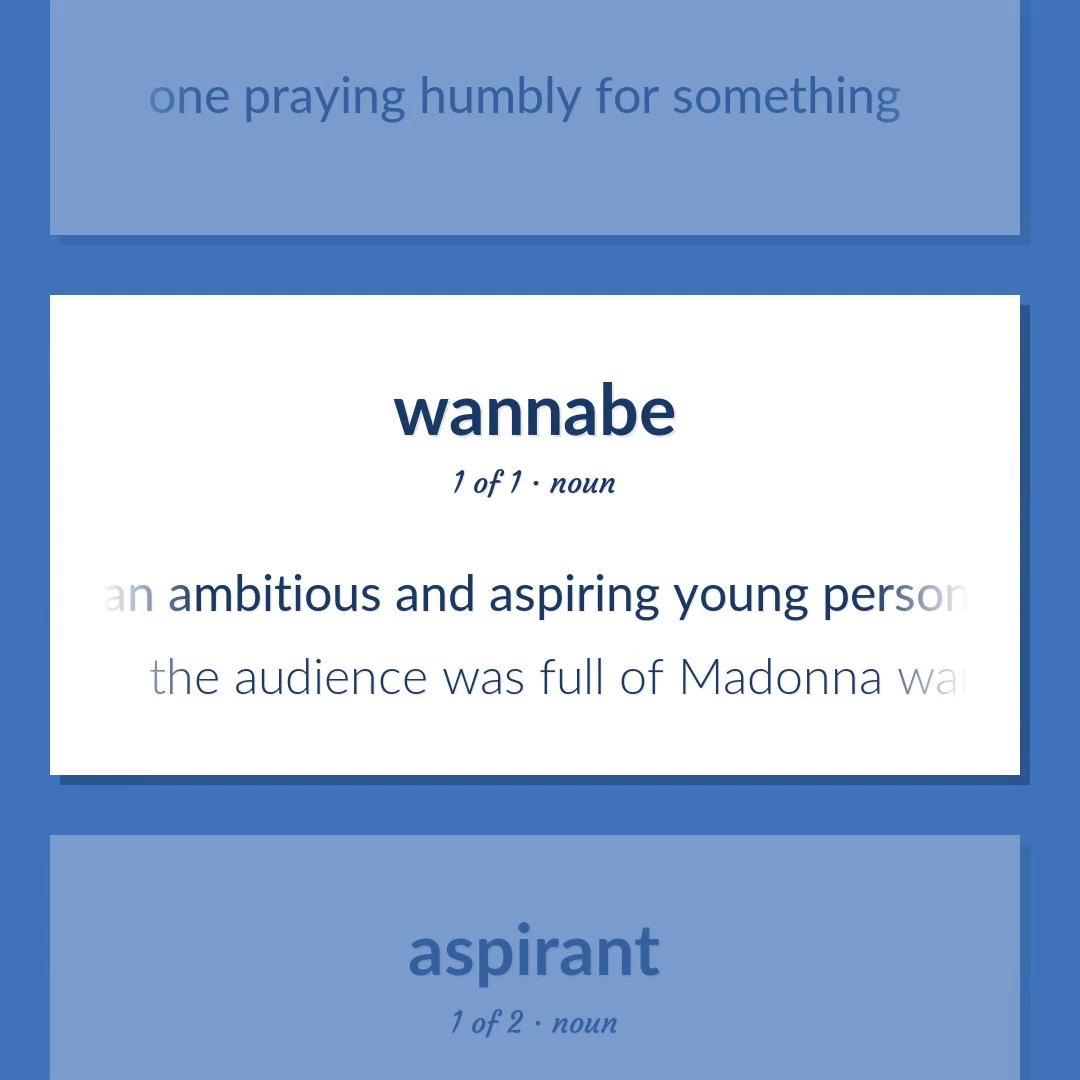 one praying humbly for something
wannabe
1 of 1 · noun
an ambitious and aspiring young person
the audience was full of Madonna
aspirant
1 of 2 · noun